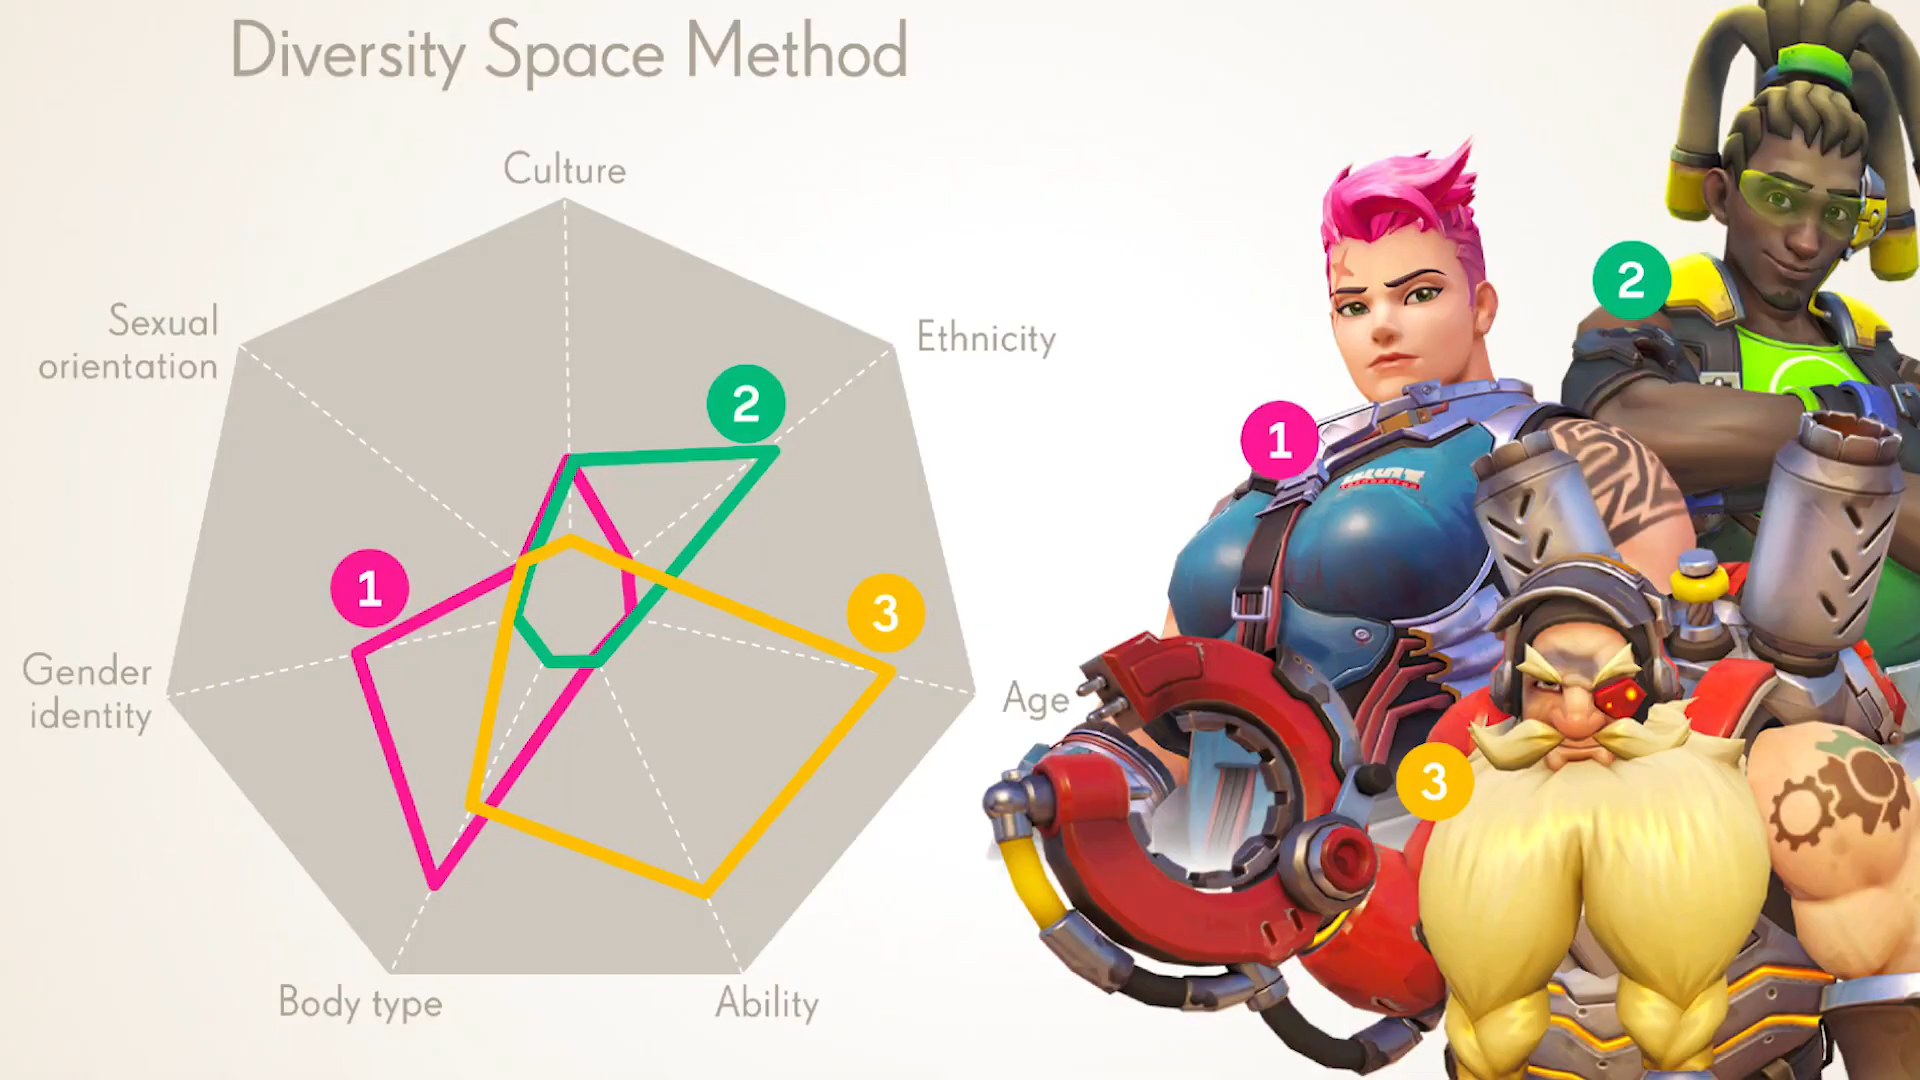 Diversity Space Method
Culture
Sexual
orientation
Ethnicity
2
2
1
1
3
Gender
identity
Age
3
Body type
Ability